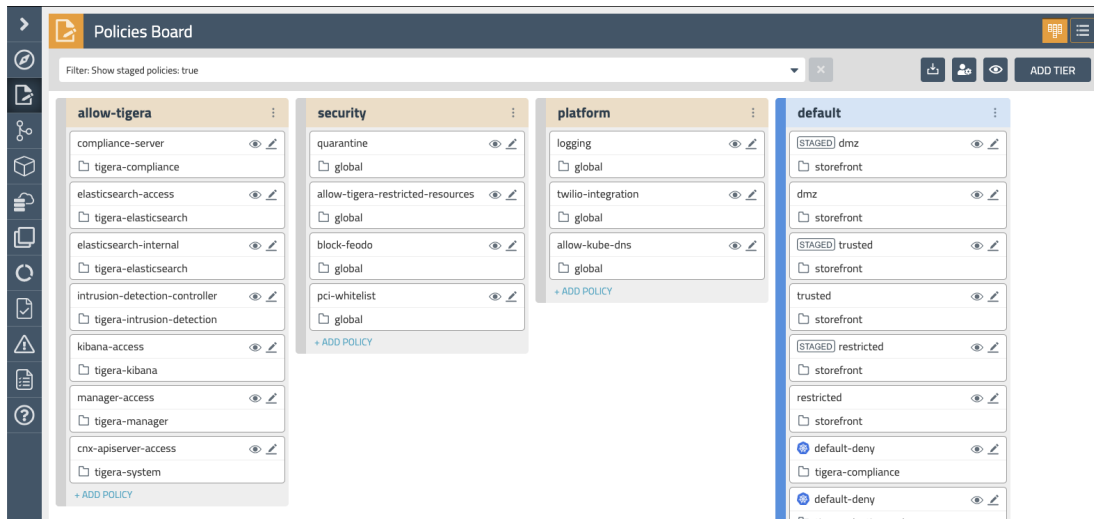 Policies Board
Filter: Show staged policies: true
ADD TIER
allow-tigera
compliance-server
tigera-compliance
elasticsearch-access
tigera-elasticsearch
elasticsearch-internal
tigera-elasticsearch
intrusion-detection-controller
tigera-intrusion-detection
kibana-access
tigera-kibana
manager-access
tigera-manager
cnx-apiserver-access
tigera-system
+ ADD POLICY
security
quarantine
global
allow-tigera-restricted-resources
global
block-feodo
global
pci-whitelist
global
+ ADD POLICY
platform
logging
global
twilio-integration
global
allow-kube-dns
global
+ ADD POLICY
default
STAGED dmz
storefront
dmz
storefront
STAGED trusted
storefront
trusted
storefront
STAGED restricted
storefront
restricted
storefront
default-deny
tigera-compliance
default-deny